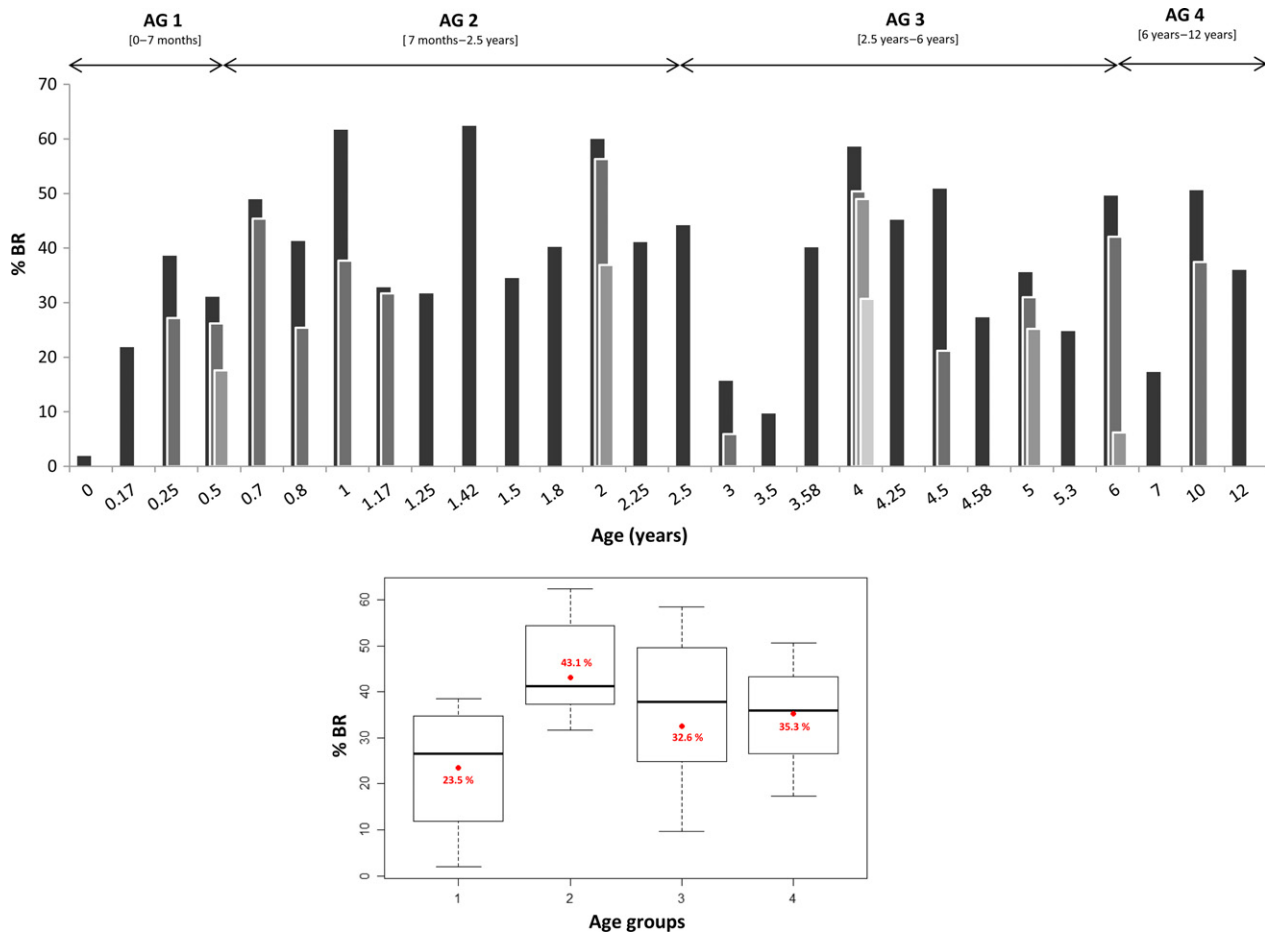 AG 1 AG 2 AG 3 AG 4
[0–7 months] [7 months–2.5 years] [2.5 years–6 years] [6 years–12 years]
70
60
50
40
30
20
10
0
% BR
0 0.17 0.25 0.5 0.7 0.8 1 1.17 1.25 1.42 1.5 1.8 2 2.25 2.5 3 3.5 3.58 4 4.25 4.5 4.58 5 5.3 6 7 10 12
Age (years)
60
50
40
30
20
10
0
% BR
43.1 %
32.6 %
35.3 %
23.5 %
1 2 3 4
Age groups